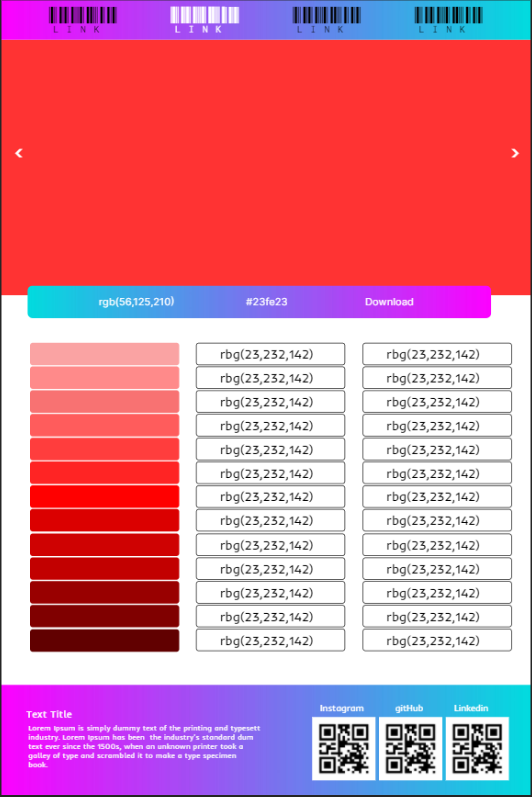 LINK LINK LINK LINK
< >
rgb(56,125,210) #23fe23 Download
rbg(23,232,142) rbg(23,232,142)
rbg(23,232,142) rbg(23,232,142)
rbg(23,232,142) rbg(23,232,142)
rbg(23,232,142) rbg(23,232,142)
rbg(23,232,142) rbg(23,232,142)
rbg(23,232,142) rbg(23,232,142)
rbg(23,232,142) rbg(23,232,142)
rbg(23,232,142) rbg(23,232,142)
rbg(23,232,142) rbg(23,232,142)
rbg(23,232,142) rbg(23,232,142)
rbg(23,232,142) rbg(23,232,142)
rbg(23,232,142) rbg(23,232,142)
rbg(23,232,142) rbg(23,232,142)
Text Title
Lorem Ipsum is simply dummy text of the printing and typesett
industry. Lorem Ipsum has been the industry's standard dum
text ever since the 1500s, when an unknown printer took a
galley of type and scrambled it to make a type specimen
book.
Instagram gitHub Linkedin